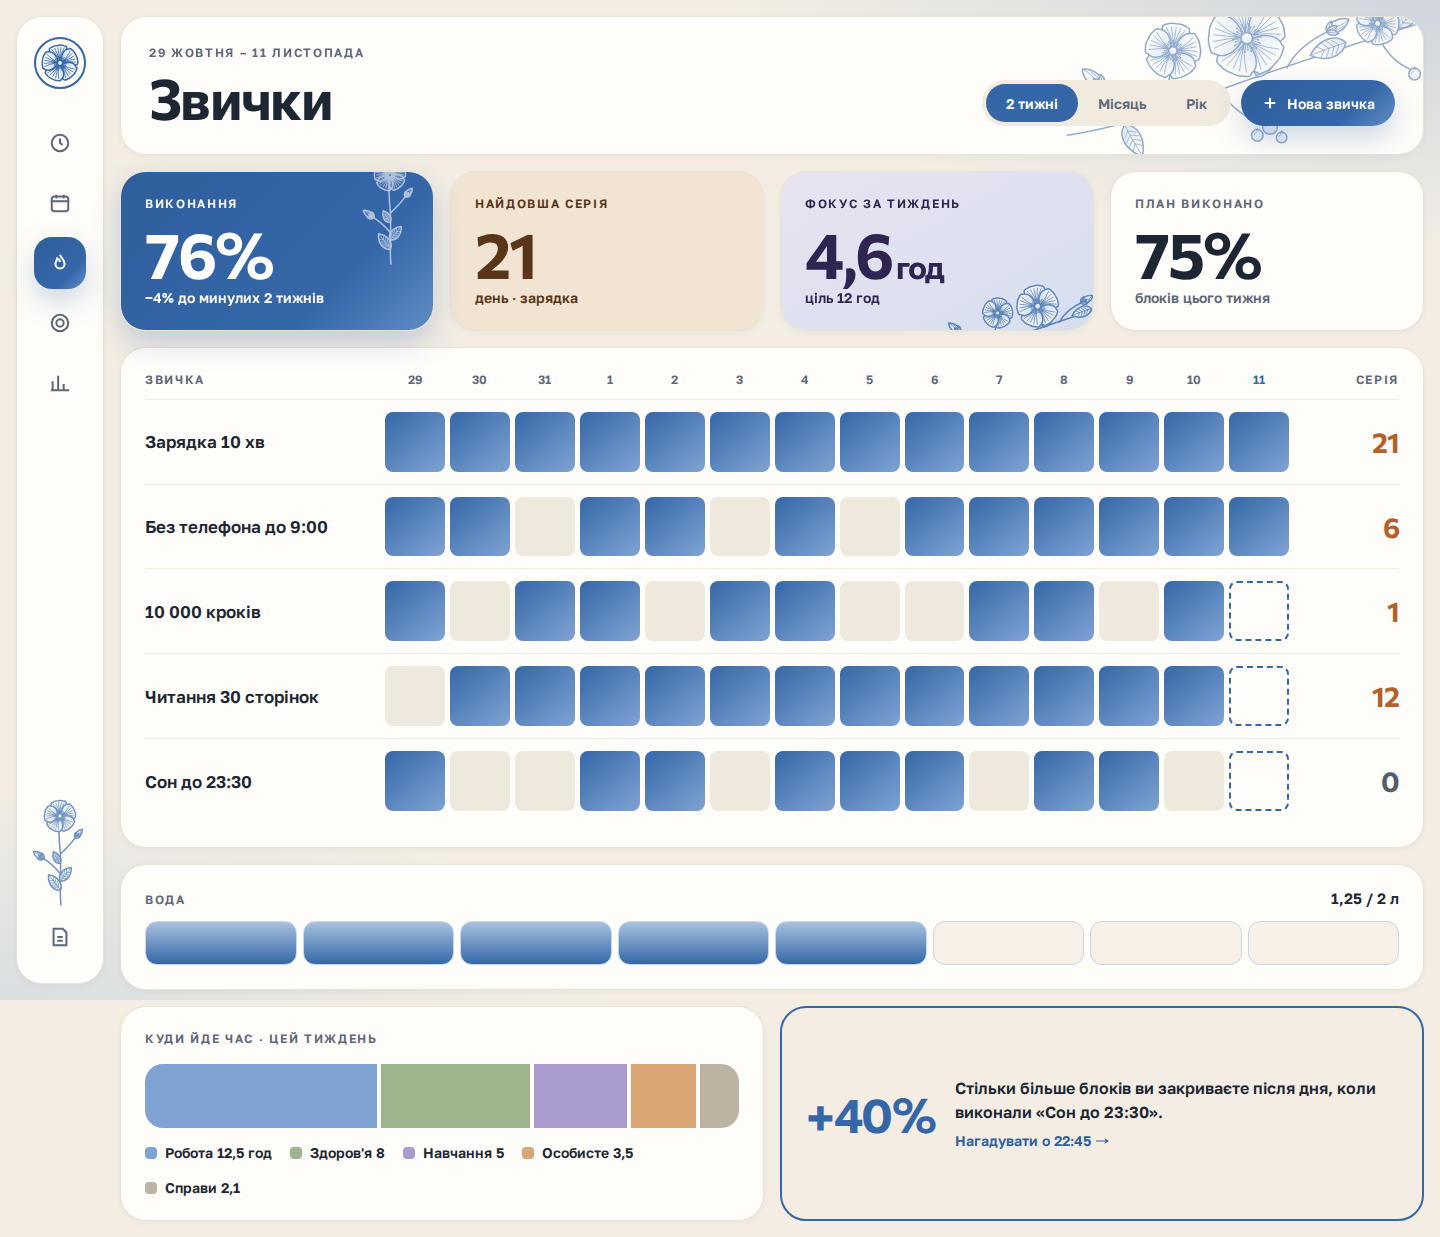 29 ЖОВТНЯ – 11 ЛИСТОПАДА
Звички
2 тижні Місяць Рік + Нова звичка
ВИКОНАННЯ
76%
−4% до минулих 2 тижнів
НАЙДОВША СЕРІЯ
21
день · зарядка
ФОКУС ЗА ТИЖДЕНЬ
4,6 год
ціль 12 год
ПЛАН ВИКОНАНО
75%
блоків цього тижня
ЗВИЧКА 29 30 31 1 2 3 4 5 6 7 8 9 10 11 СЕРІЯ
Зарядка 10 хв 21
Без телефона до 9:00 6
10 000 кроків 1
Читання 30 сторінок 12
Сон до 23:30 0
ВОДА 1,25 / 2 л
КУДИ ЙДЕ ЧАС · ЦЕЙ ТИЖДЕНЬ
Робота 12,5 год Здоров'я 8 Навчання 5 Особисте 3,5
Справи 2,1
+40%
Стільки більше блоків ви закриваєте після дня, коли
виконали «Сон до 23:30».
Нагадувати о 22:45 →